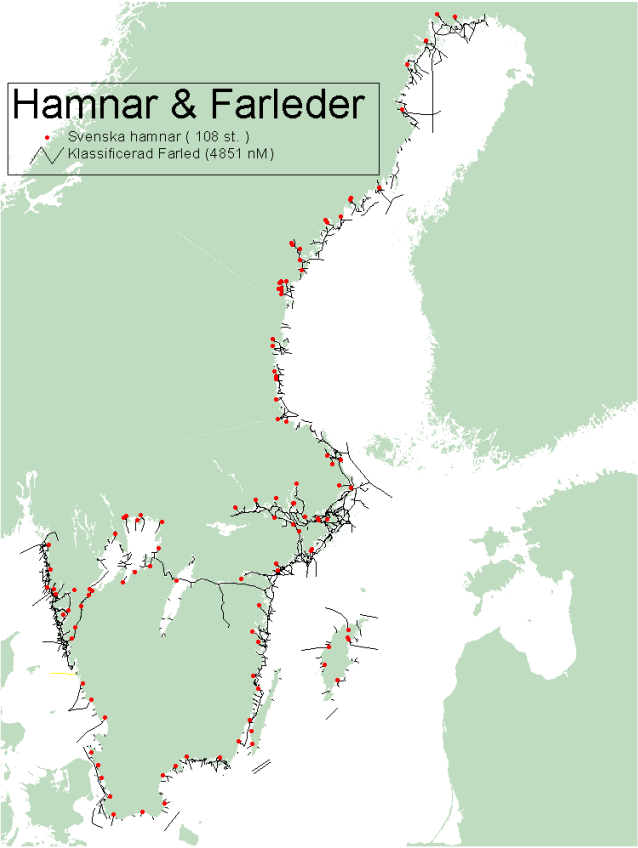 Hamnar & Farleder
Svenska hamnar ( 108 st. )
Klassificerad Farled (4851 nM)